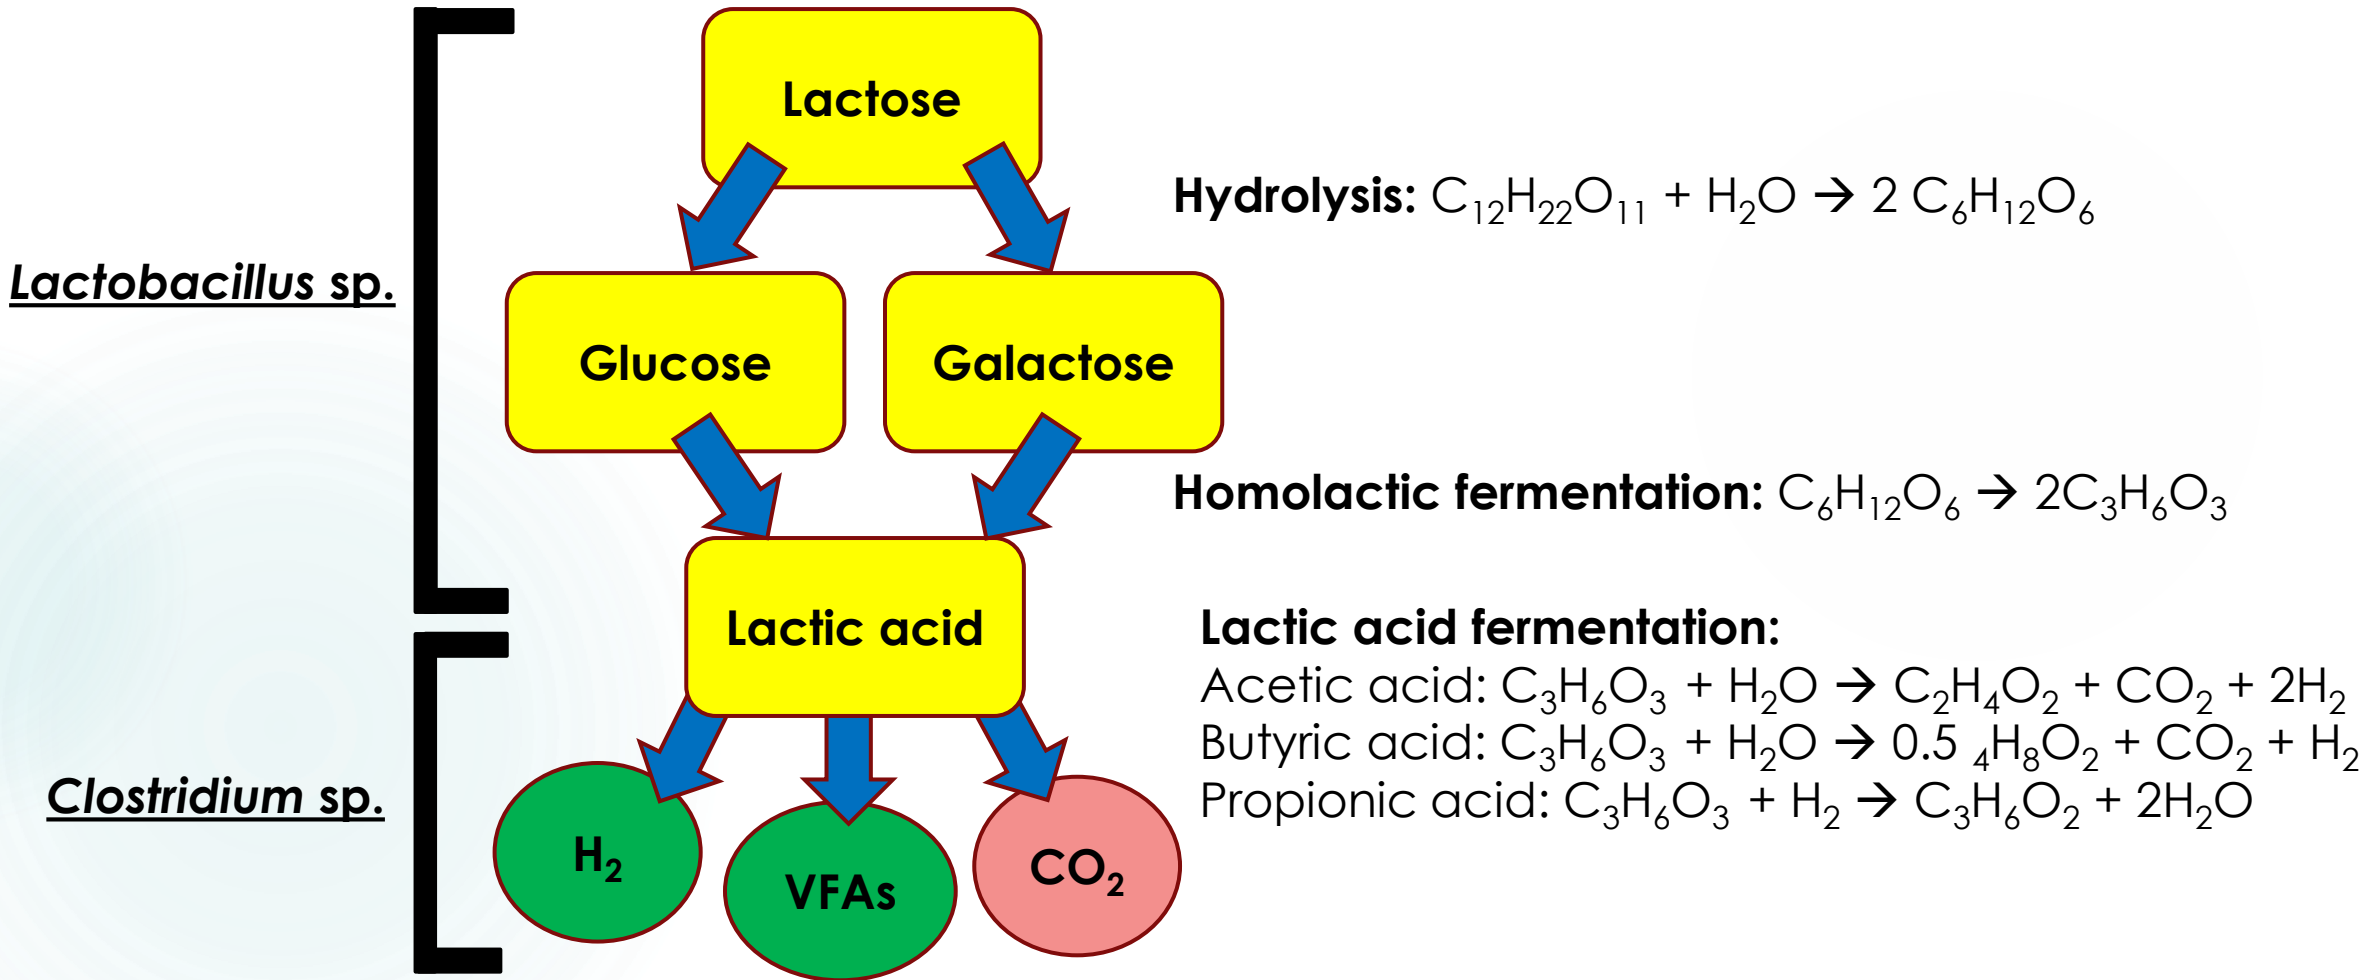 Lactose
Hydrolysis: C₁₂H₂₂O₁₁ + H₂O → 2 C₆H₁₂O₆
Lactobacillus sp.
Glucose
Galactose
Homolactic fermentation: C₆H₁₂O₆ → 2C₃H₆O₃
Lactic acid
Lactic acid fermentation:
Acetic acid: C₃H₆O₃ + H₂O → C₂H₄O₂ + CO₂ + 2H₂
Butyric acid: C₃H₆O₃ + H₂O → 0.5 ₄H₈O₂ + CO₂ + H₂
Propionic acid: C₃H₆O₃ + H₂ → C₃H₆O₂ + 2H₂O
Clostridium sp.
H₂
VFAs
CO₂